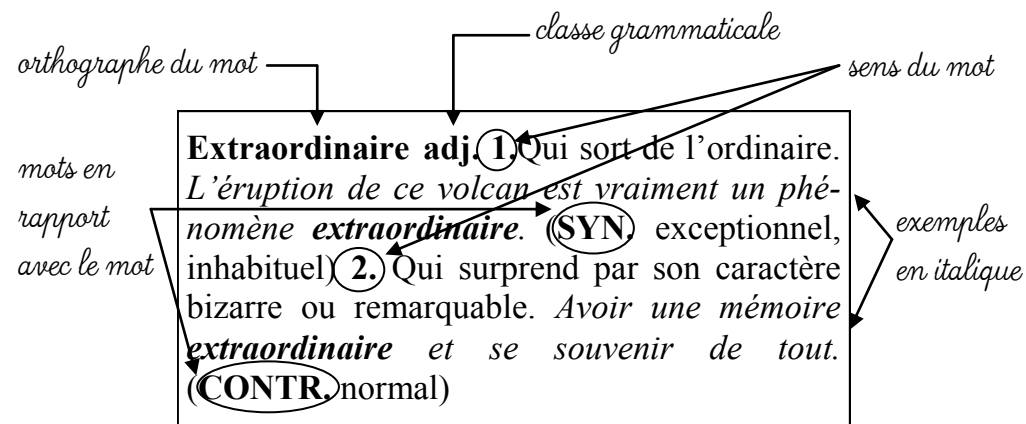 classe grammaticale
orthographe du mot
sens du mot
mots en
rapport
avec le mot
Extraordinaire adj. 1. Qui sort de l’ordinaire.
L’éruption de ce volcan est vraiment un phé-
nomène extraordinaire. (SYN. exceptionnel,
inhabituel) 2. Qui surprend par son caractère
bizarre ou remarquable. Avoir une mémoire
extraordinaire et se souvenir de tout.
(CONTR. normal)
exemples
en italique